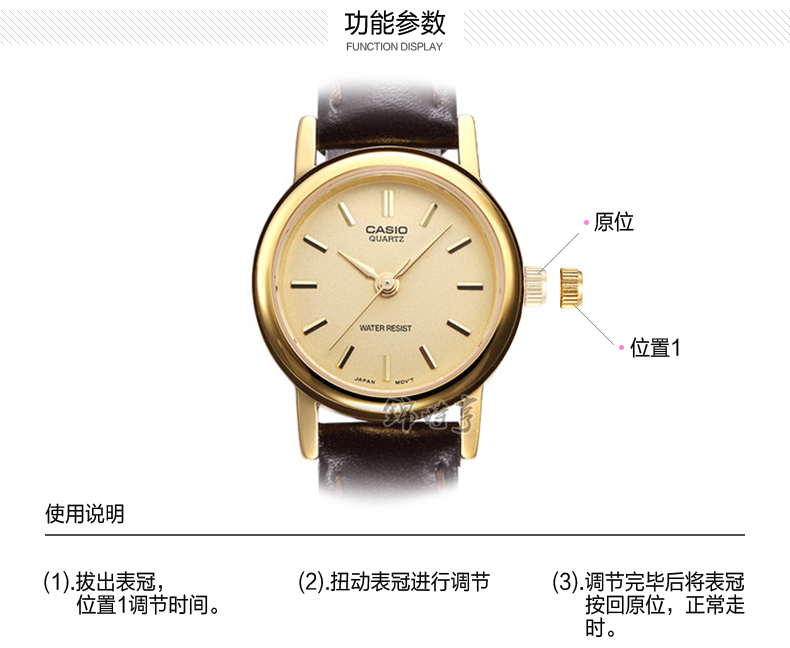 功能参数
FUNCTION DISPLAY
CASIO
QUARTZ
原位
WATER RESIST
位置1
JAPAN MOV'T
錦时亨
使用说明
(1).拔出表冠，
位置1调节时间。
(2).扭动表冠进行调节
(3).调节完毕后将表冠
按回原位，正常走
时。